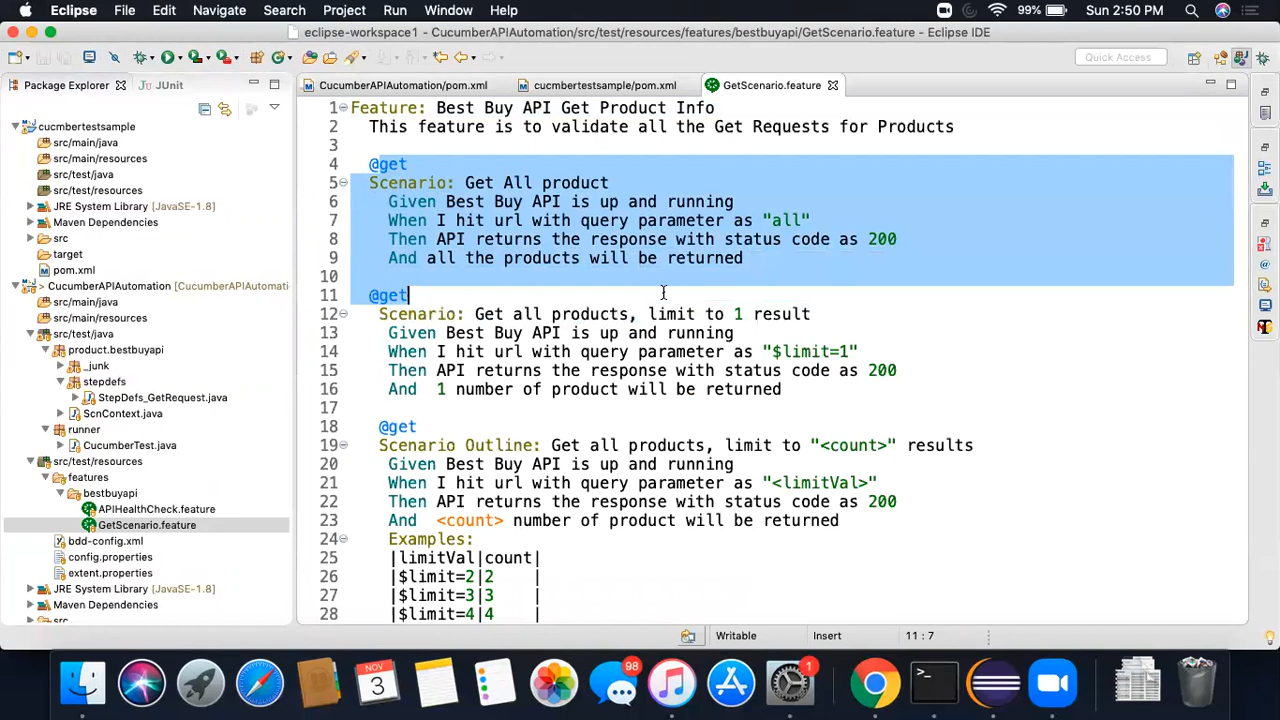 Eclipse File Edit Navigate Search Project Run Window Help 99% Sun 2:50 PM
eclipse-workspace1 - CucumberAPIAutomation/src/test/resources/features/bestbuyapi/GetScenario.feature - Eclipse IDE
Quick Access
Package Explorer JUnit
CucumberAPIAutomation/pom.xml cucmbertestsample/pom.xml GetScenario.feature
cucmbertestsample
src/main/java
src/main/resources
src/test/java
src/test/resources
JRE System Library [JavaSE-1.8]
Maven Dependencies
src
target
pom.xml
> CucumberAPIAutomation [CucumberAPIAutomati
src/main/java
src/main/resources
src/test/java
product.bestbuyapi
_junk
stepdefs
StepDefs_GetRequest.java
ScnContext.java
runner
CucumberTest.java
src/test/resources
features
bestbuyapi
APIHealthCheck.feature
GetScenario.feature
bdd-config.xml
config.properties
extent.properties
JRE System Library [JavaSE-1.8]
Maven Dependencies
src
1 Feature: Best Buy API Get Product Info
2 This feature is to validate all the Get Requests for Products
3
4 @get
5 Scenario: Get All product
6 Given Best Buy API is up and running
7 When I hit url with query parameter as "all"
8 Then API returns the response with status code as 200
9 And all the products will be returned
10
11 @get
12 Scenario: Get all products, limit to 1 result
13 Given Best Buy API is up and running
14 When I hit url with query parameter as "$limit=1"
15 Then API returns the response with status code as 200
16 And 1 number of product will be returned
17
18 @get
19 Scenario Outline: Get all products, limit to "<count>" results
20 Given Best Buy API is up and running
21 When I hit url with query parameter as "<limitVal>"
22 Then API returns the response with status code as 200
23 And <count> number of product will be returned
24 Examples:
25 |limitVal|count|
26 |$limit=2|2 |
27 |$limit=3|3 |
28 |$limit=4|4 |
Writable Insert 11 : 7
NOV
3
98
1